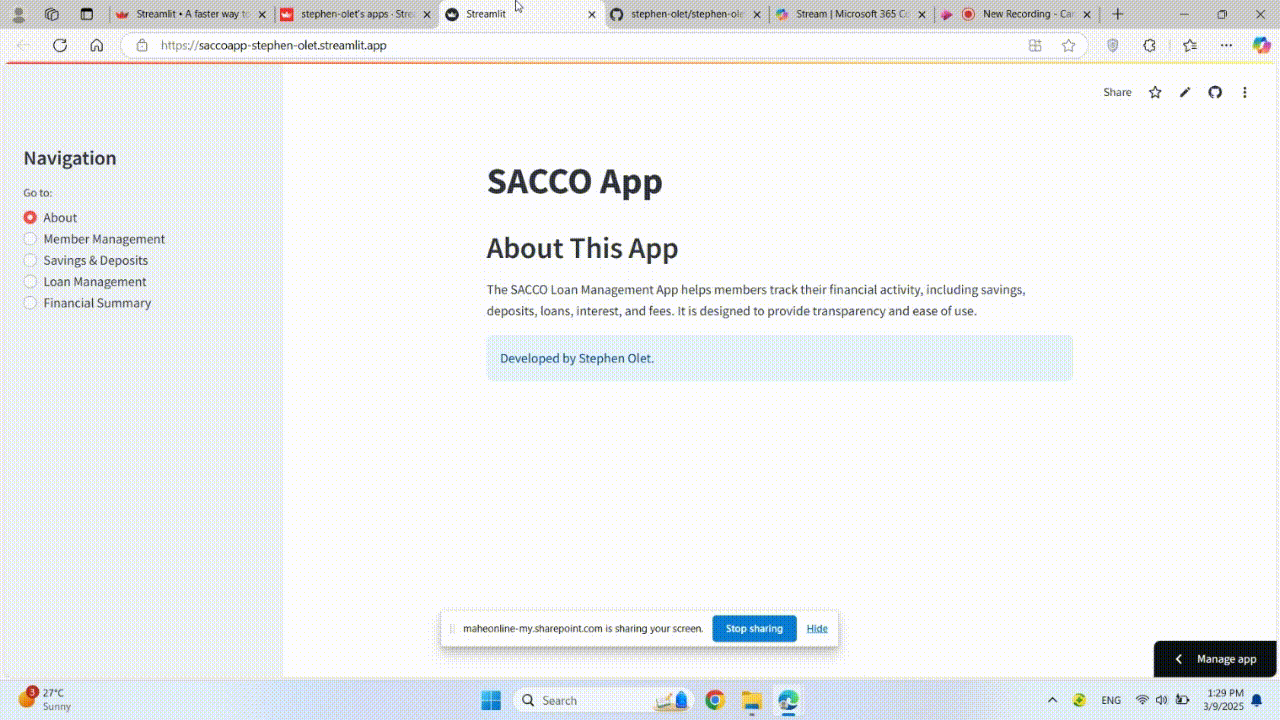 Streamlit • A faster way to
stephen-olet's apps · Stre
Streamlit
stephen-olet/stephen-ole
Stream | Microsoft 365 Co
New Recording - Ca
https://saccoapp-stephen-olet.streamlit.app
Share
Navigation
Go to:
About
Member Management
Savings & Deposits
Loan Management
Financial Summary
SACCO App
About This App
The SACCO Loan Management App helps members track their financial activity, including savings,
deposits, loans, interest, and fees. It is designed to provide transparency and ease of use.
Developed by Stephen Olet.
maheonline-my.sharepoint.com is sharing your screen.
Stop sharing
Hide
Manage app
3
27°C
Sunny
Search
ENG
1:29 PM
3/9/2025